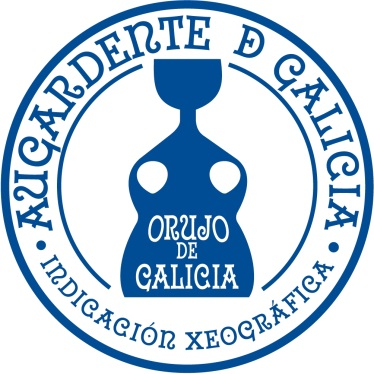 AUGARDENTE Đ GALICIA
ORUJO
DE
GALICIA
• INDICACIÓN XEOGRÁFICA •